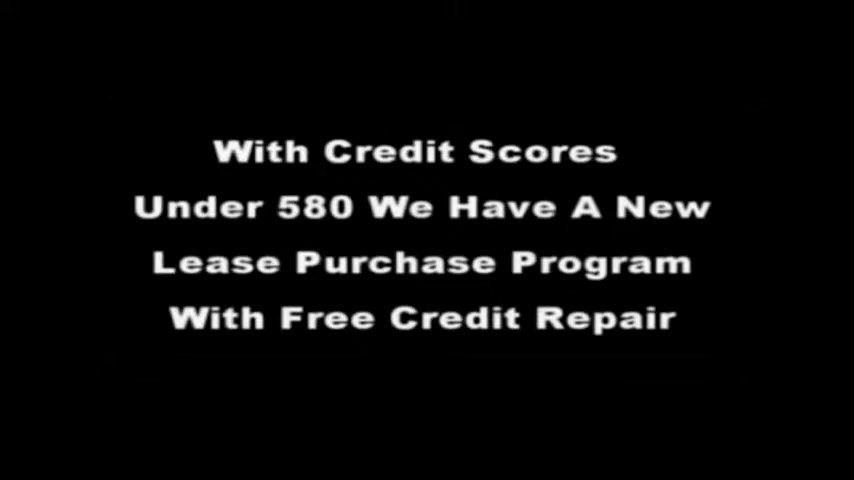 With Credit Scores
Under 580 We Have A New
Lease Purchase Program
With Free Credit Repair